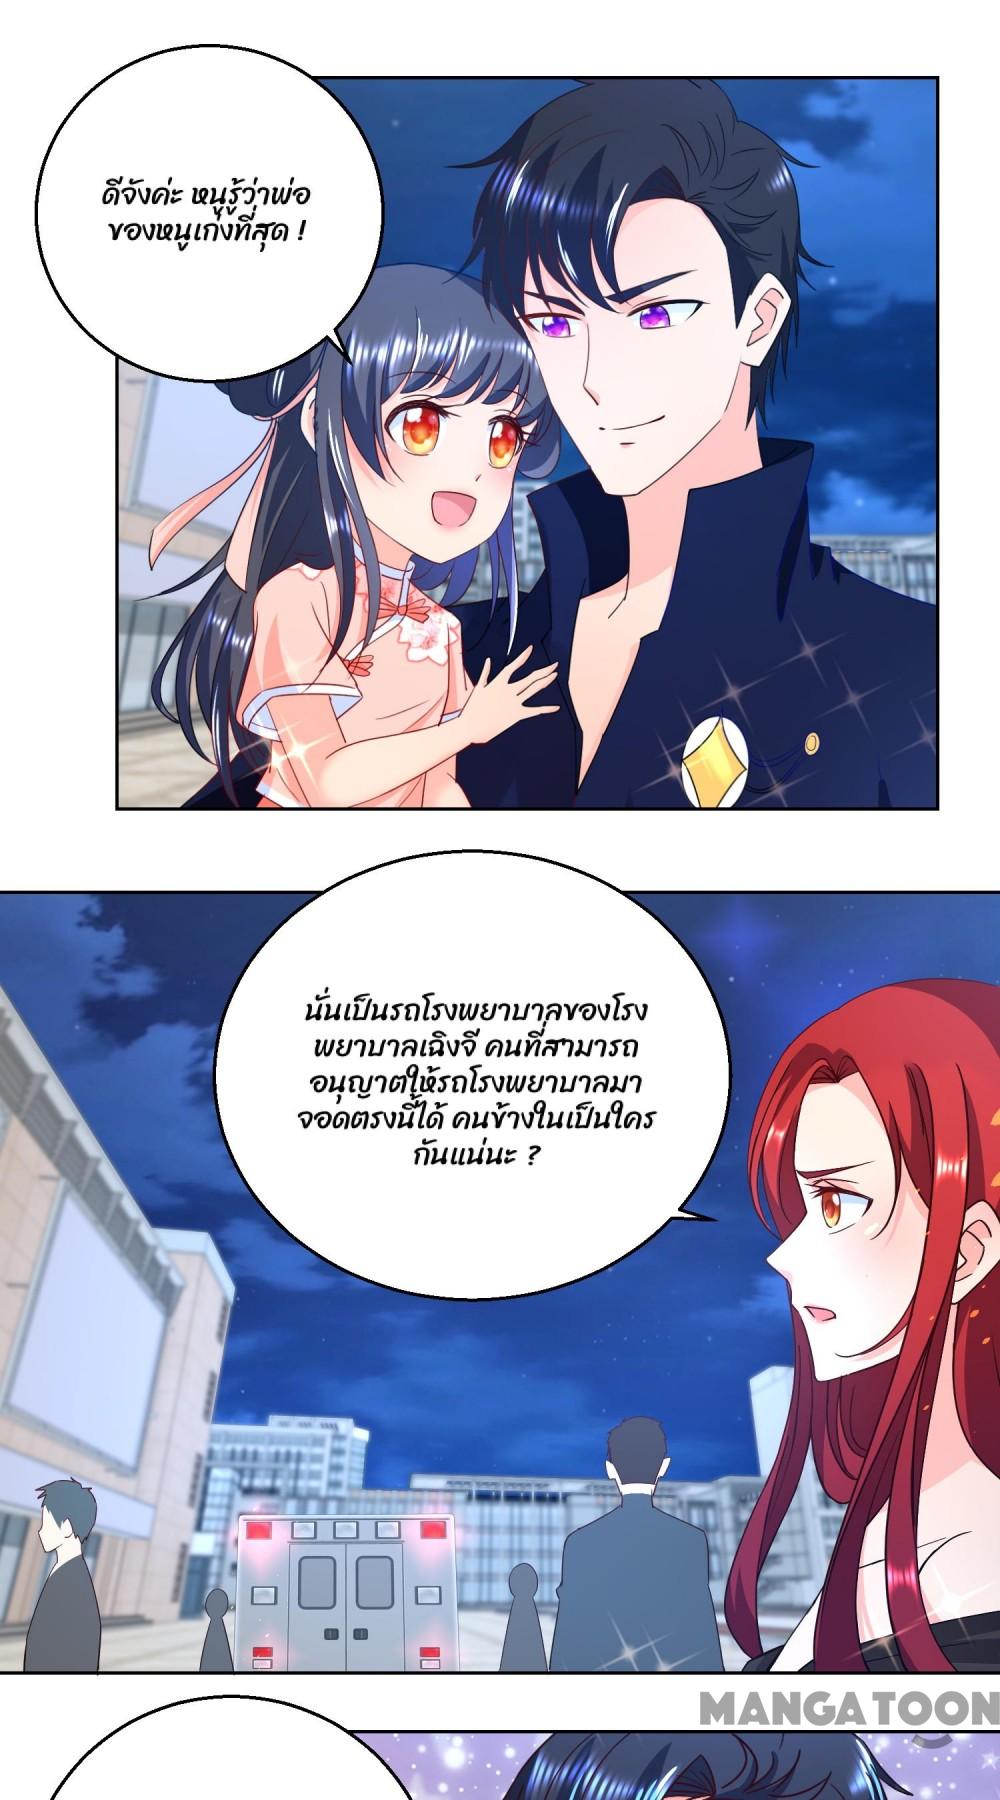 ดีจังค่ะ หนูรู้ว่าพ่อ
ของหนูเก่งที่สุด !
นั่นเป็นรถโรงพยาบาลของโรง
พยาบาลเฉิงจี คนที่สามารถ
อนุญาตให้รถโรงพยาบาลมา
จอดตรงนี้ได้ คนข้างในเป็นใคร
กันแน่นะ ?
MANGATOON